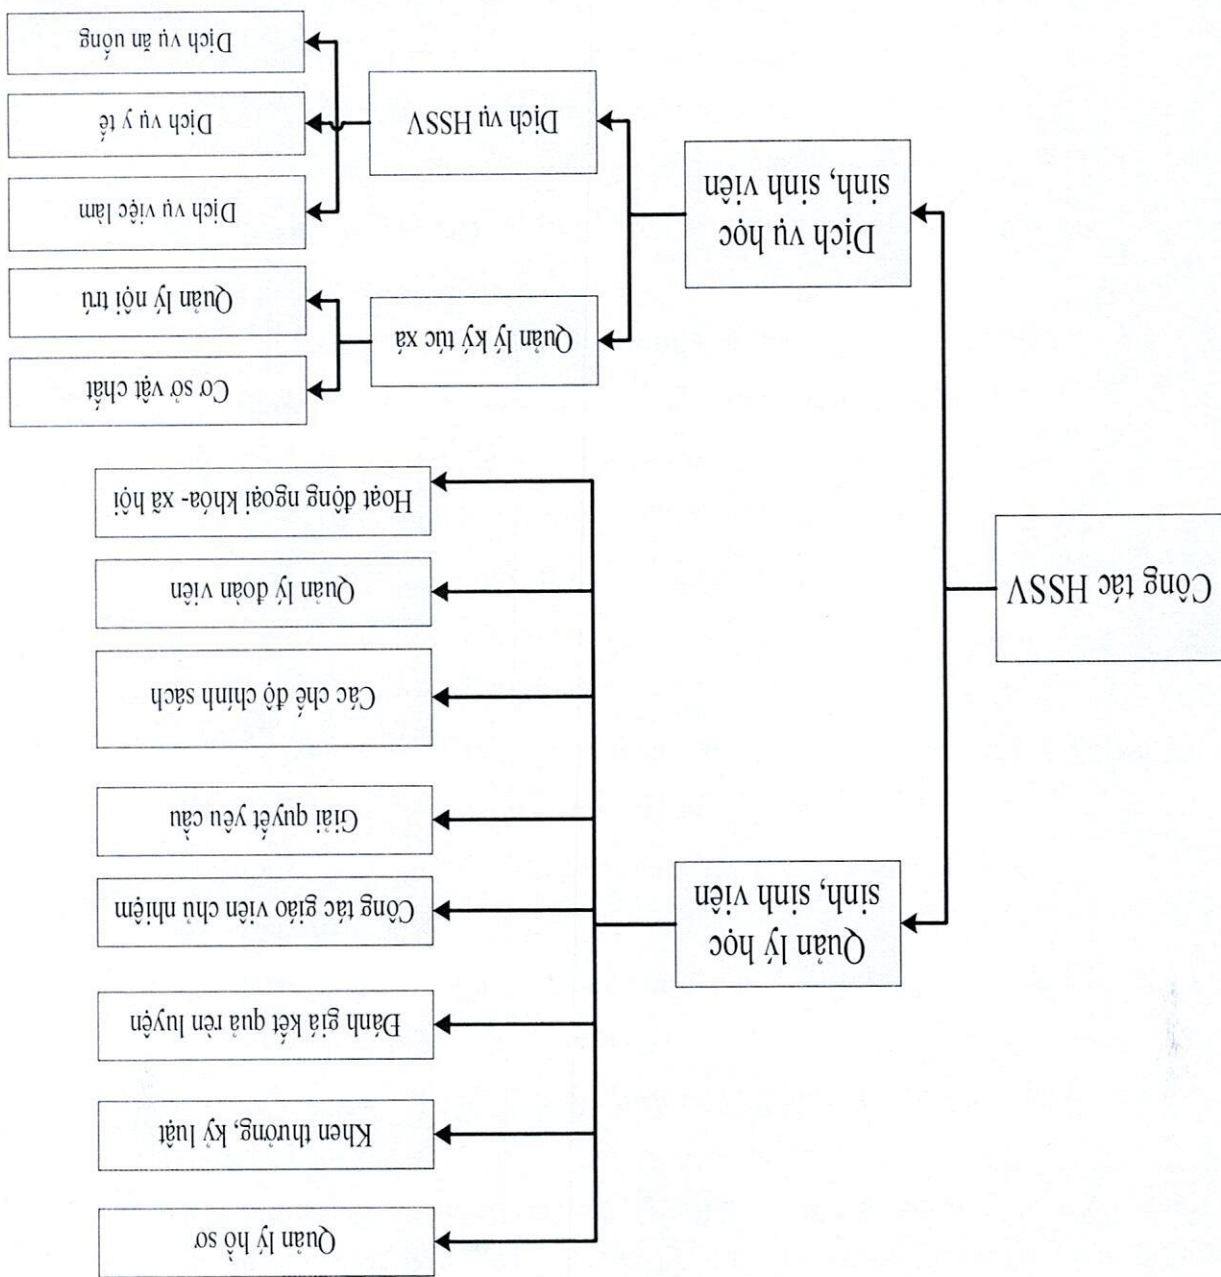 Công tác HSSV
Quản lý học
sinh, sinh viên
Quản lý hồ sơ
Khen thưởng, kỷ luật
Đánh giá kết quả rèn luyện
Công tác giáo viên chủ nhiệm
Giải quyết yêu cầu
Các chế độ chính sách
Quản lý đoàn viên
Hoạt động ngoại khóa- xã hội
Dịch vụ học
sinh, sinh viên
Quản lý ký túc xá
Cơ sở vật chất
Quản lý nội trú
Dịch vụ HSSV
Dịch vụ việc làm
Dịch vụ y tế
Dịch vụ ăn uống